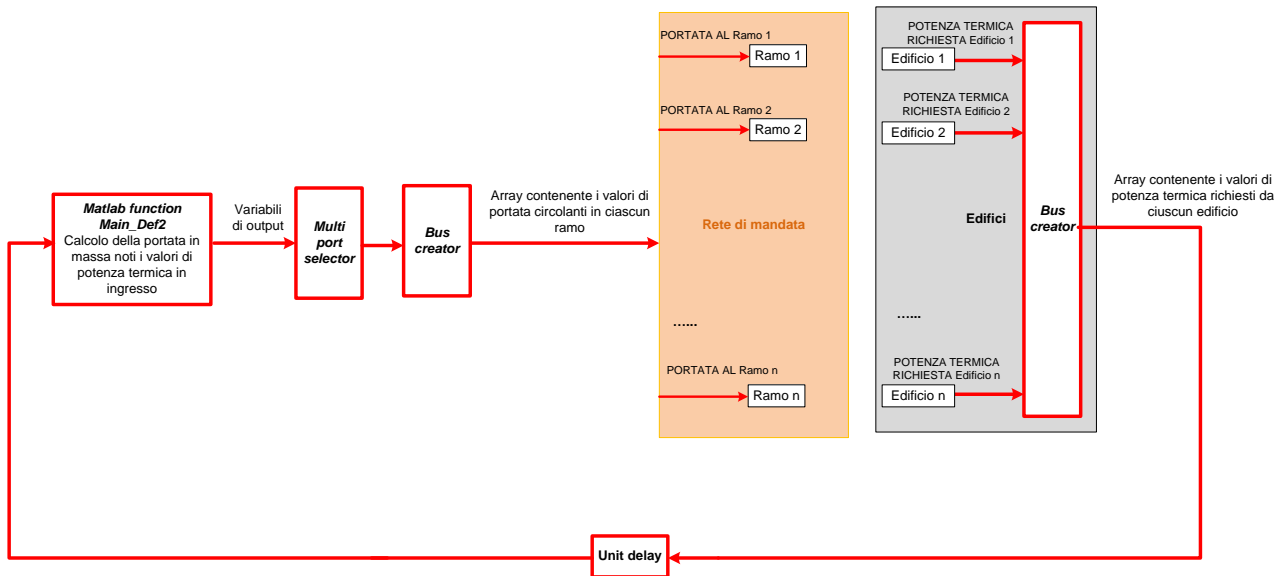 PORTATA AL Ramo 1
Ramo 1
PORTATA AL Ramo 2
Ramo 2
Rete di mandata
…...
PORTATA AL Ramo n
Ramo n
POTENZA TERMICA
RICHIESTA Edificio 1
Edificio 1
POTENZA TERMICA
RICHIESTA Edificio 2
Edificio 2
Edifici
Bus
creator
…...
POTENZA TERMICA
RICHIESTA Edificio n
Edificio n
Matlab function
Main_Def2
Calcolo della portata in
massa noti i valori di
potenza termica in
ingresso
Variabili
di output
Multi
port
selector
Bus
creator
Array contenente i valori di
portata circolanti in ciascun
ramo
Array contenente i valori di
potenza termica richiesti da
ciuscun edificio
Unit delay